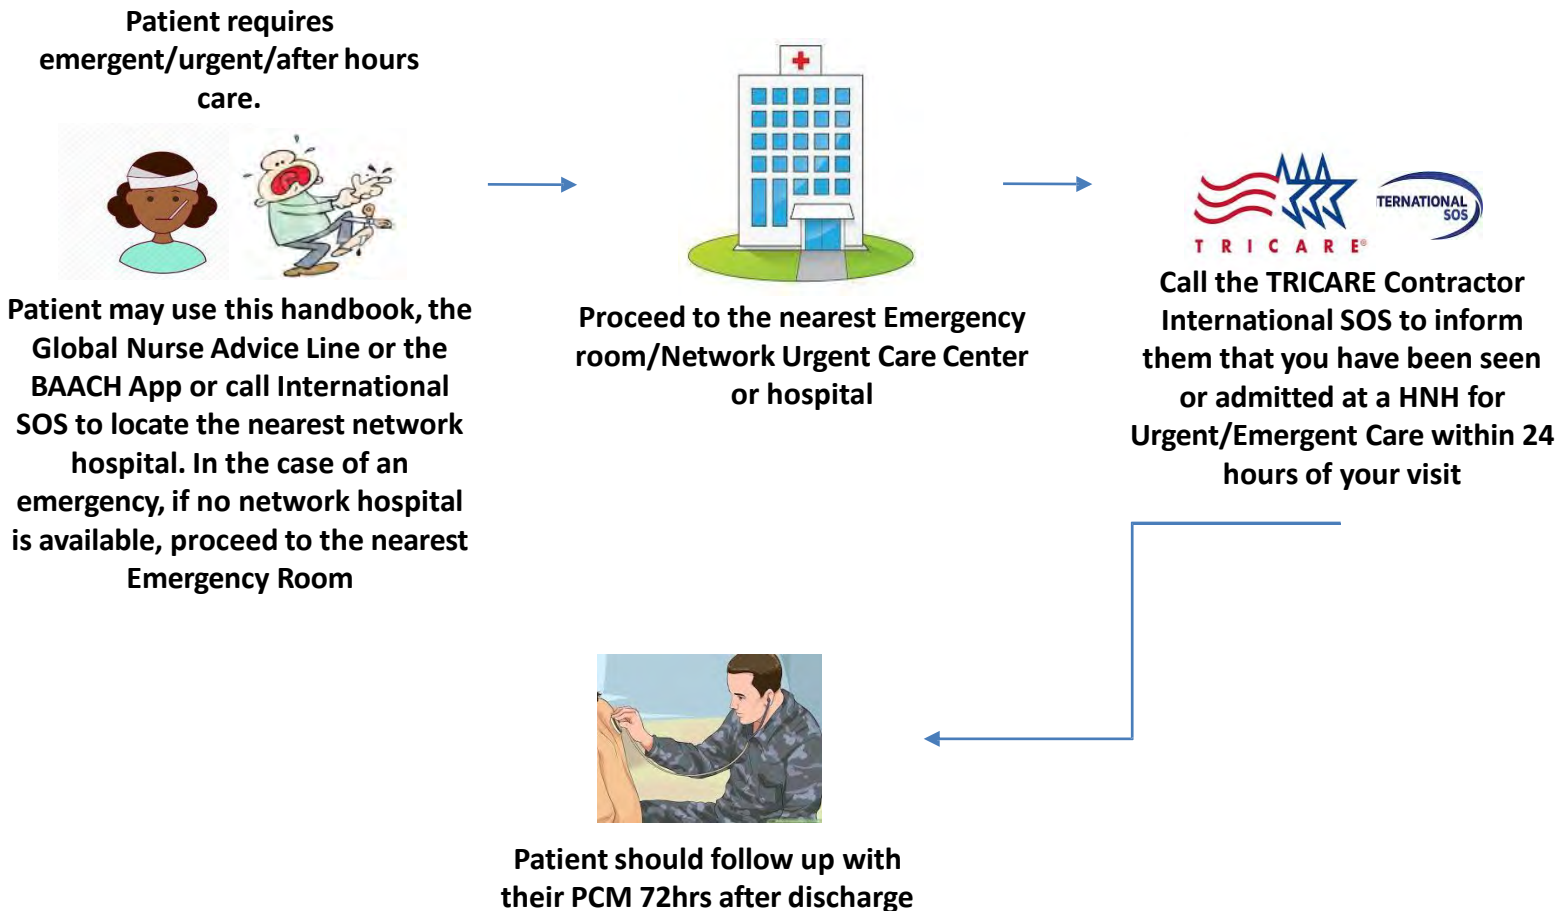 Patient requires
emergent/urgent/after hours
care.
Patient may use this handbook, the
Global Nurse Advice Line or the
BAACH App or call International
SOS to locate the nearest network
hospital. In the case of an
emergency, if no network hospital
is available, proceed to the nearest
Emergency Room
Proceed to the nearest Emergency
room/Network Urgent Care Center
or hospital
TRICARE®
TERNATIONAL
SOS
Call the TRICARE Contractor
International SOS to inform
them that you have been seen
or admitted at a HNH for
Urgent/Emergent Care within 24
hours of your visit
Patient should follow up with
their PCM 72hrs after discharge